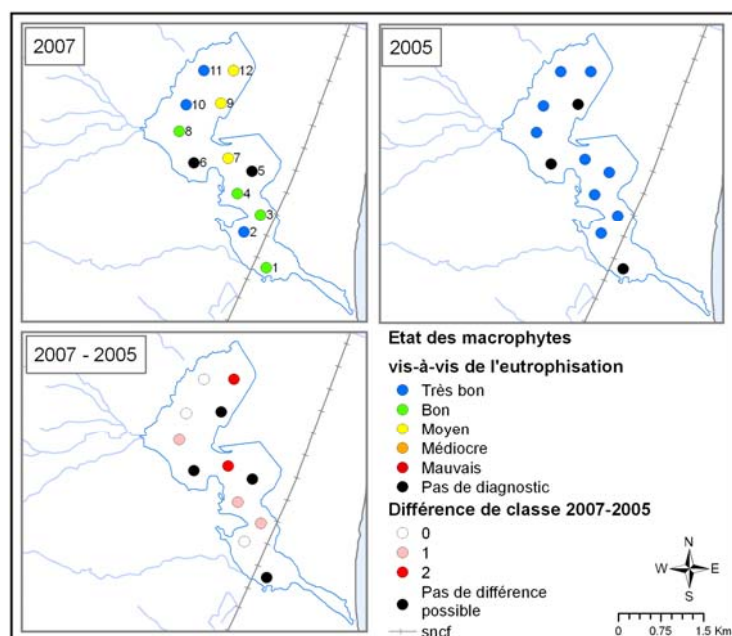 2007
11
12
10
9
8
7
6
5
4
3
2
1
2005
2007 - 2005
Etat des macrophytes
vis-à-vis de l'eutrophisation
Très bon
Bon
Moyen
Médiocre
Mauvais
Pas de diagnostic
Différence de classe 2007-2005
0
1
2
Pas de différence
possible
sncf
N
W E
S
0 0.75 1.5 Km